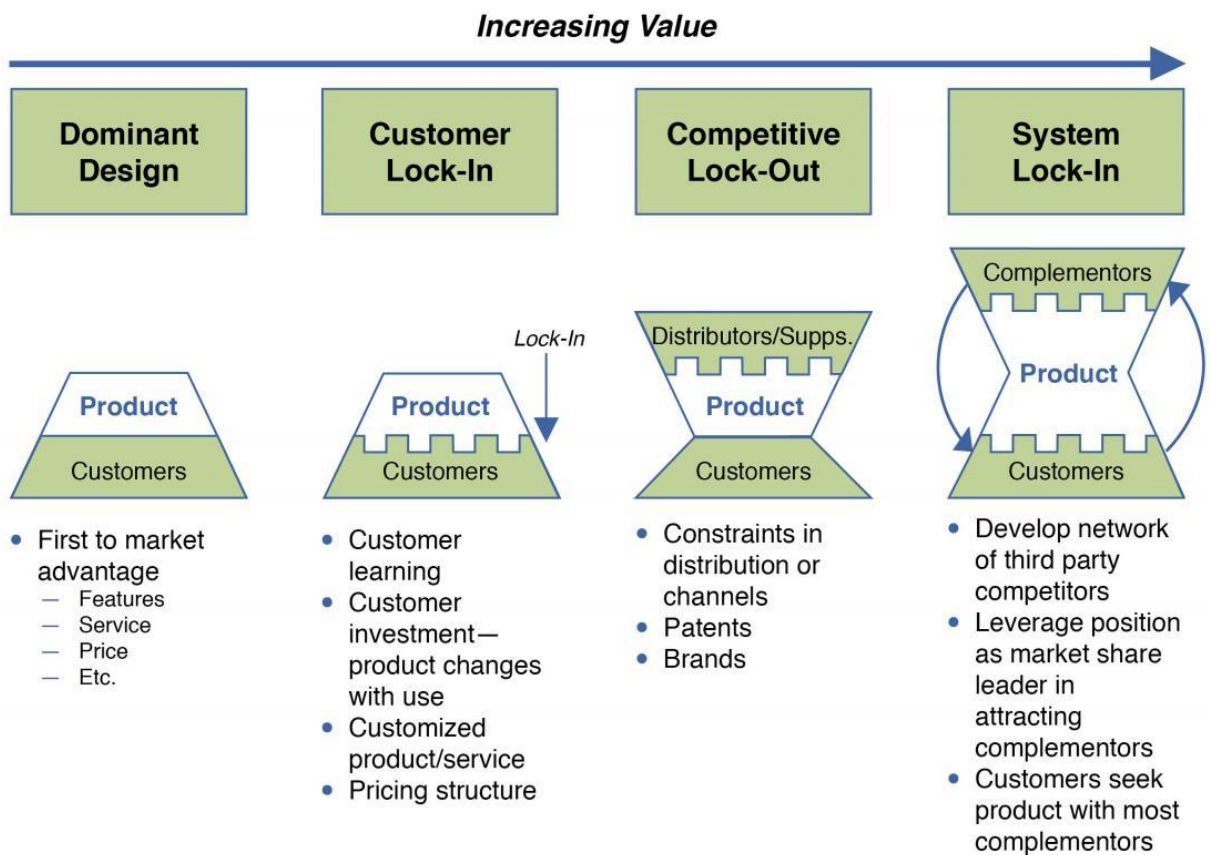 Increasing Value
Dominant
Design
Customer
Lock-In
Competitive
Lock-Out
System
Lock-In
Product
Customers
Lock-In
Product
Customers
Distributors/Supps.
Product
Customers
Complementors
Product
Customers
• First to market
advantage
— Features
— Service
— Price
— Etc.
• Customer
learning
• Customer
investment—
product changes
with use
• Customized
product/service
• Pricing structure
• Constraints in
distribution or
channels
• Patents
• Brands
• Develop network
of third party
competitors
• Leverage position
as market share
leader in
attracting
complementors
• Customers seek
product with most
complementors